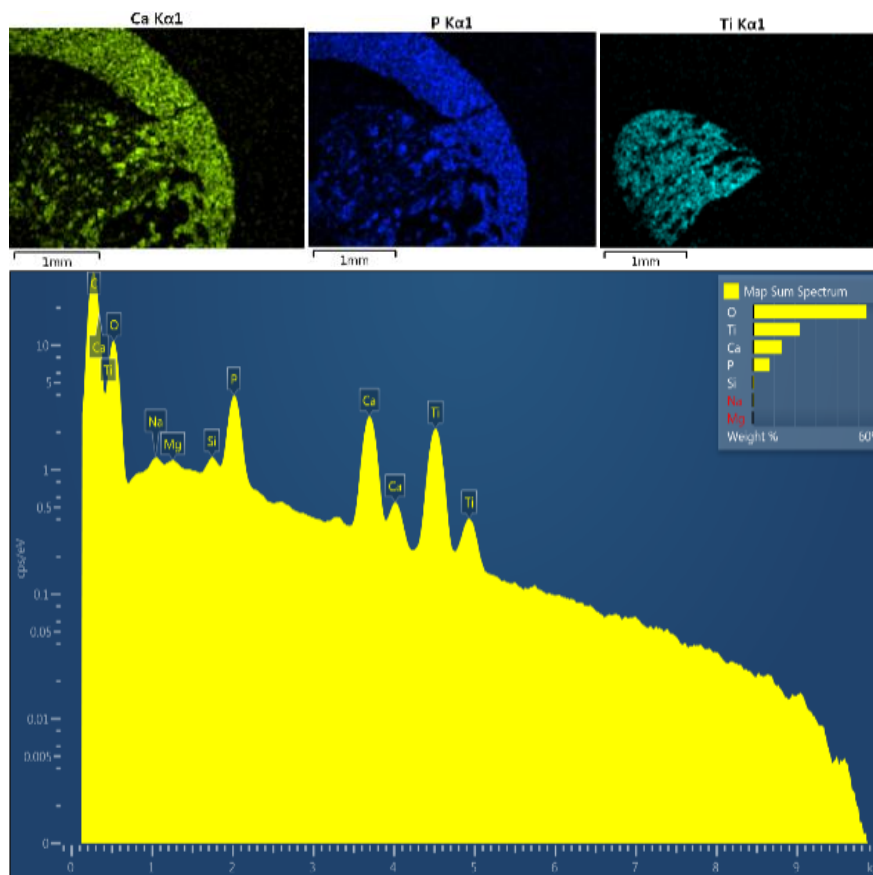 Ca Kα1
P Kα1
Ti Kα1
1mm
1mm
1mm
C
Ca
Ti
O
Na
Mg
Si
P
Ca
Ca
Ti
Ti
Map Sum Spectrum
O
Ti
Ca
P
Si
Na
Mg
Weight %
60
cps/eV
10
5
1
0.5
0.1
0.05
0.01
0.005
0
0 1 2 3 4 5 6 7 8 9